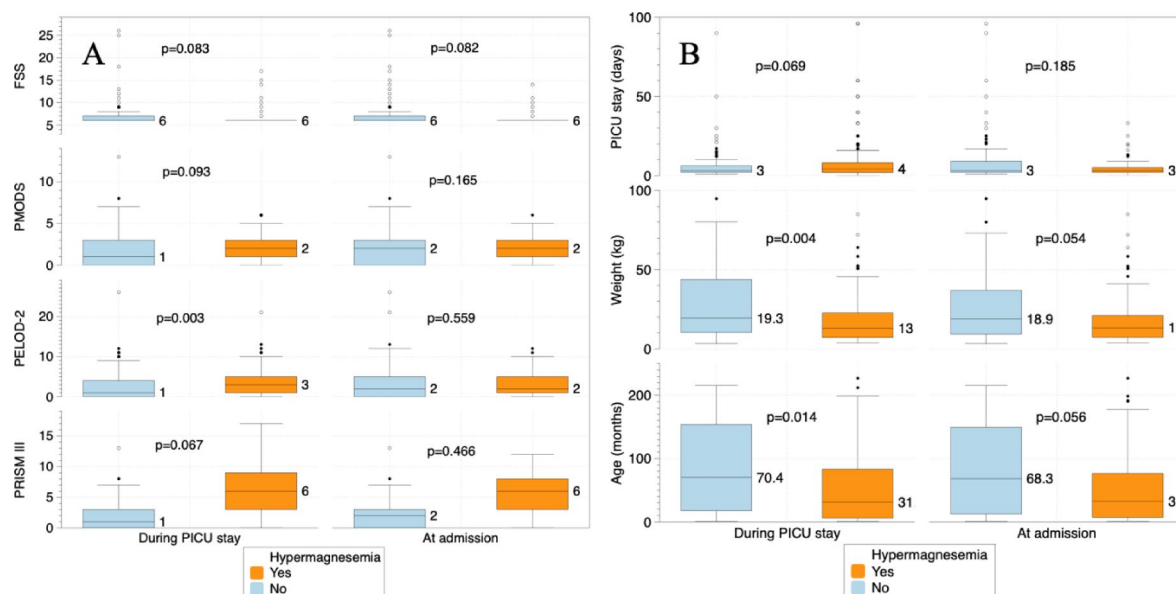 A
FSS
25
20
15
10
5
p=0.083
p=0.082
6
6
6
6
PMODS
10
5
0
p=0.093
p=0.165
1
2
2
2
PELOD-2
20
10
0
p=0.003
p=0.559
1
3
2
2
PRISM III
15
10
5
0
p=0.067
p=0.466
1
6
2
6
During PICU stay
At admission
Hypermagnesemia
Yes
No
B
PICU stay (days)
100
50
0
p=0.069
p=0.185
3
4
3
3
Weight (kg)
100
50
0
p=0.004
p=0.054
19.3
13
18.9
1
Age (months)
200
100
0
p=0.014
p=0.056
70.4
31
68.3
3
During PICU stay
At admission
Hypermagnesemia
Yes
No